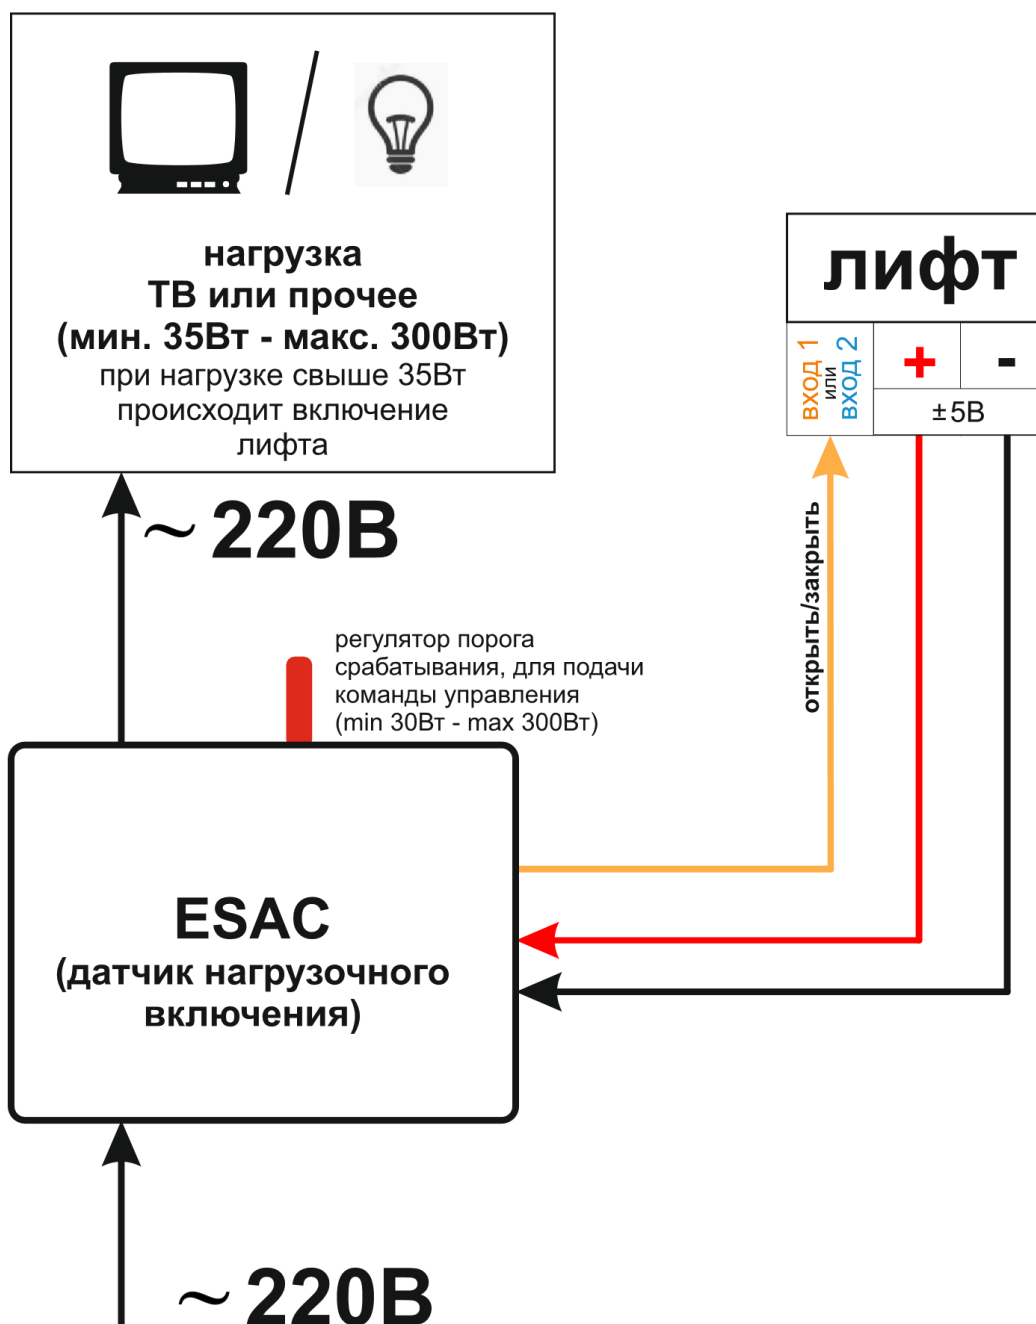 нагрузка
ТВ или прочее
(мин. 35Вт - макс. 300Вт)
при нагрузке свыше 35Вт
происходит включение
лифта
~ 220В
лифт
вход 1
или
вход 2
+
-
±5В
открыть/закрыть
регулятор порога
срабатывания, для подачи
команды управления
(min 30Вт - max 300Вт)
ESAC
(датчик нагрузочного
включения)
~ 220В